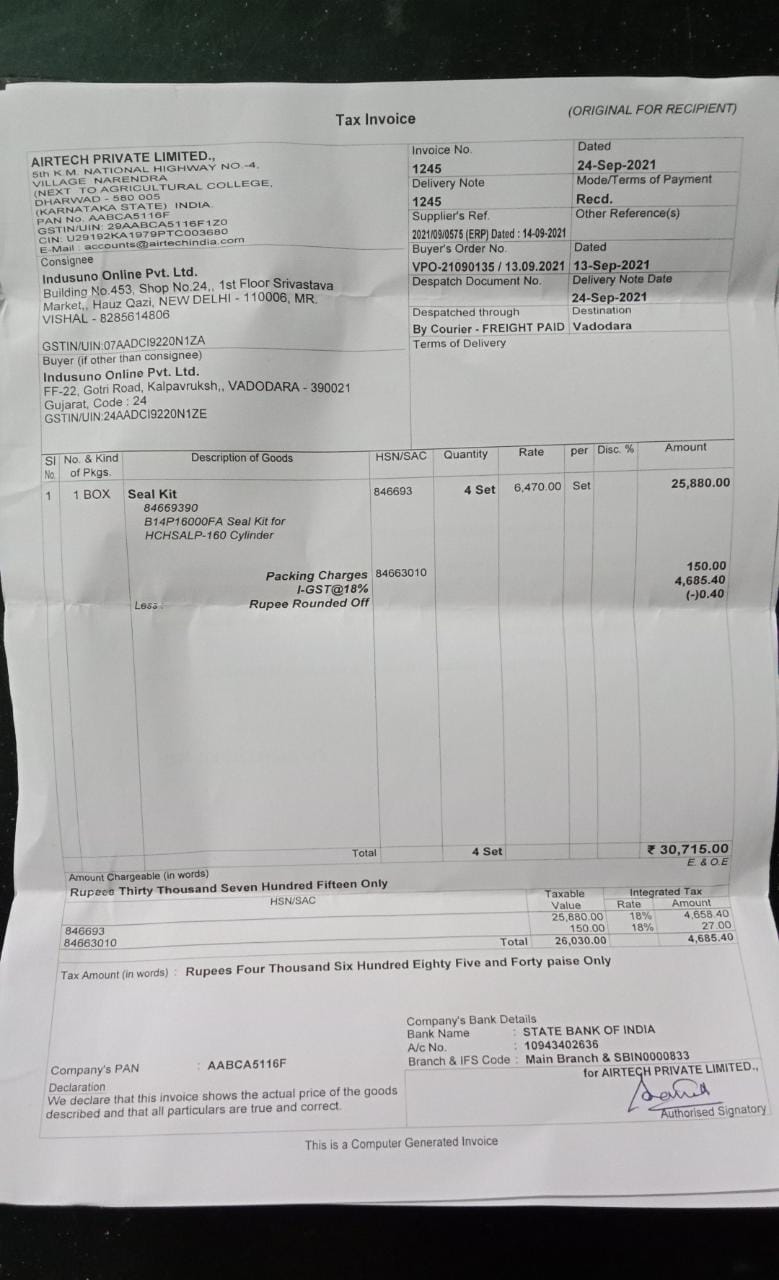 Tax Invoice
(ORIGINAL FOR RECIPIENT)
AIRTECH PRIVATE LIMITED.,
5th K.M. NATIONAL HIGHWAY NO.-4,
VILLAGE NARENDRA
(NEXT TO AGRICULTURAL COLLEGE,
DHARWAD - 580 005
(KARNATAKA STATE) INDIA.
PAN No. AABCA5116F
GSTIN/UIN: 29AABCA5116F1Z0
CIN: U29192KA1979PTC003680
E-Mail : accounts@airtechindia.com
Invoice No.
1245
Dated
24-Sep-2021
Delivery Note
1245
Mode/Terms of Payment
Recd.
Supplier's Ref.
2021/09/0575 (ERP) Dated : 14-09-2021
Other Reference(s)
Buyer's Order No.
VPO-21090135 / 13.09.2021
Dated
13-Sep-2021
Despatch Document No.
Delivery Note Date
24-Sep-2021
Despatched through
By Courier - FREIGHT PAID
Destination
Vadodara
Terms of Delivery
Consignee
Indusuno Online Pvt. Ltd.
Building No.453, Shop No.24,, 1st Floor Srivastava
Market,, Hauz Qazi, NEW DELHI - 110006, MR.
VISHAL - 8285614806
GSTIN/UIN:07AADCI9220N1ZA
Buyer (if other than consignee)
Indusuno Online Pvt. Ltd.
FF-22, Gotri Road, Kalpavruksh,, VADODARA - 390021
Gujarat, Code : 24
GSTIN/UIN:24AADCI9220N1ZE
Sl No. No. & Kind of Pkgs. Description of Goods HSN/SAC Quantity Rate per Disc. % Amount
1 1 BOX Seal Kit 846693 4 Set 6,470.00 Set 25,880.00
84669390
B14P16000FA Seal Kit for
HCHSALP-160 Cylinder
Packing Charges 84663010 150.00
I-GST@18% 4,685.40
Less : Rupee Rounded Off (-)0.40
Total 4 Set ₹ 30,715.00
E. & O.E
Amount Chargeable (in words)
Rupees Thirty Thousand Seven Hundred Fifteen Only
HSN/SAC Taxable Value Integrated Tax Rate Amount
846693 25,880.00 18% 4,658.40
84663010 150.00 18% 27.00
Total 26,030.00 4,685.40
Tax Amount (in words) : Rupees Four Thousand Six Hundred Eighty Five and Forty paise Only
Company's Bank Details
Bank Name : STATE BANK OF INDIA
A/c No. : 10943402636
Branch & IFS Code : Main Branch & SBIN0000833
Company's PAN : AABCA5116F
Declaration
We declare that this invoice shows the actual price of the goods
described and that all particulars are true and correct.
for AIRTECH PRIVATE LIMITED.,
Authorised Signatory
This is a Computer Generated Invoice